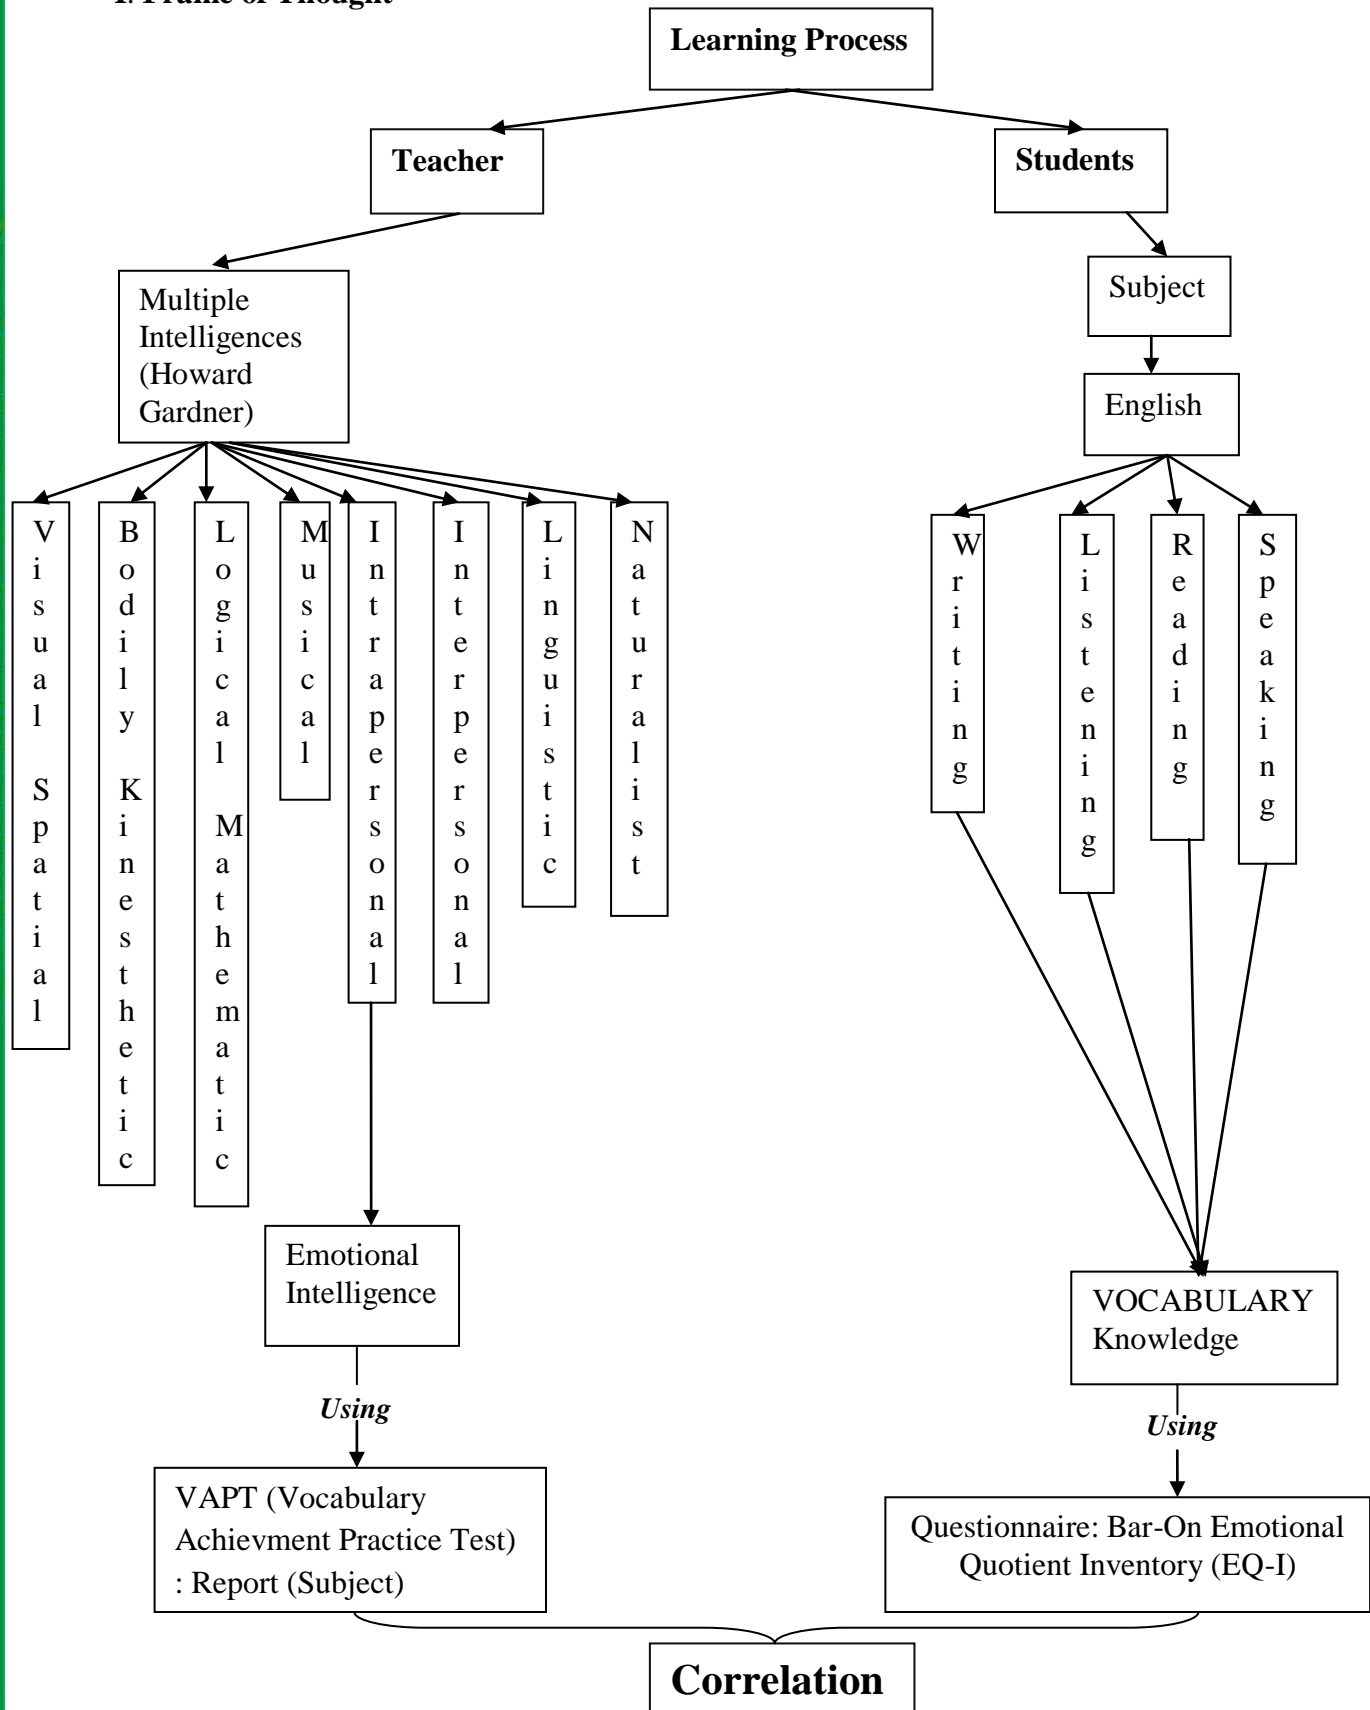 I. Frame of Thought
Learning Process
Teacher
Students
Multiple
Intelligences
(Howard
Gardner)
Subject
English
Visual Spatial
Bodily Kinesthetic
Logical Mathematic
Musical
Intrapersonal
Interpersonal
Linguistic
Naturalist
Writing
Listening
Reading
Speaking
Emotional
Intelligence
VOCABULARY
Knowledge
Using
Using
VAPT (Vocabulary
Achievment Practice Test)
: Report (Subject)
Questionnaire: Bar-On Emotional
Quotient Inventory (EQ-I)
Correlation